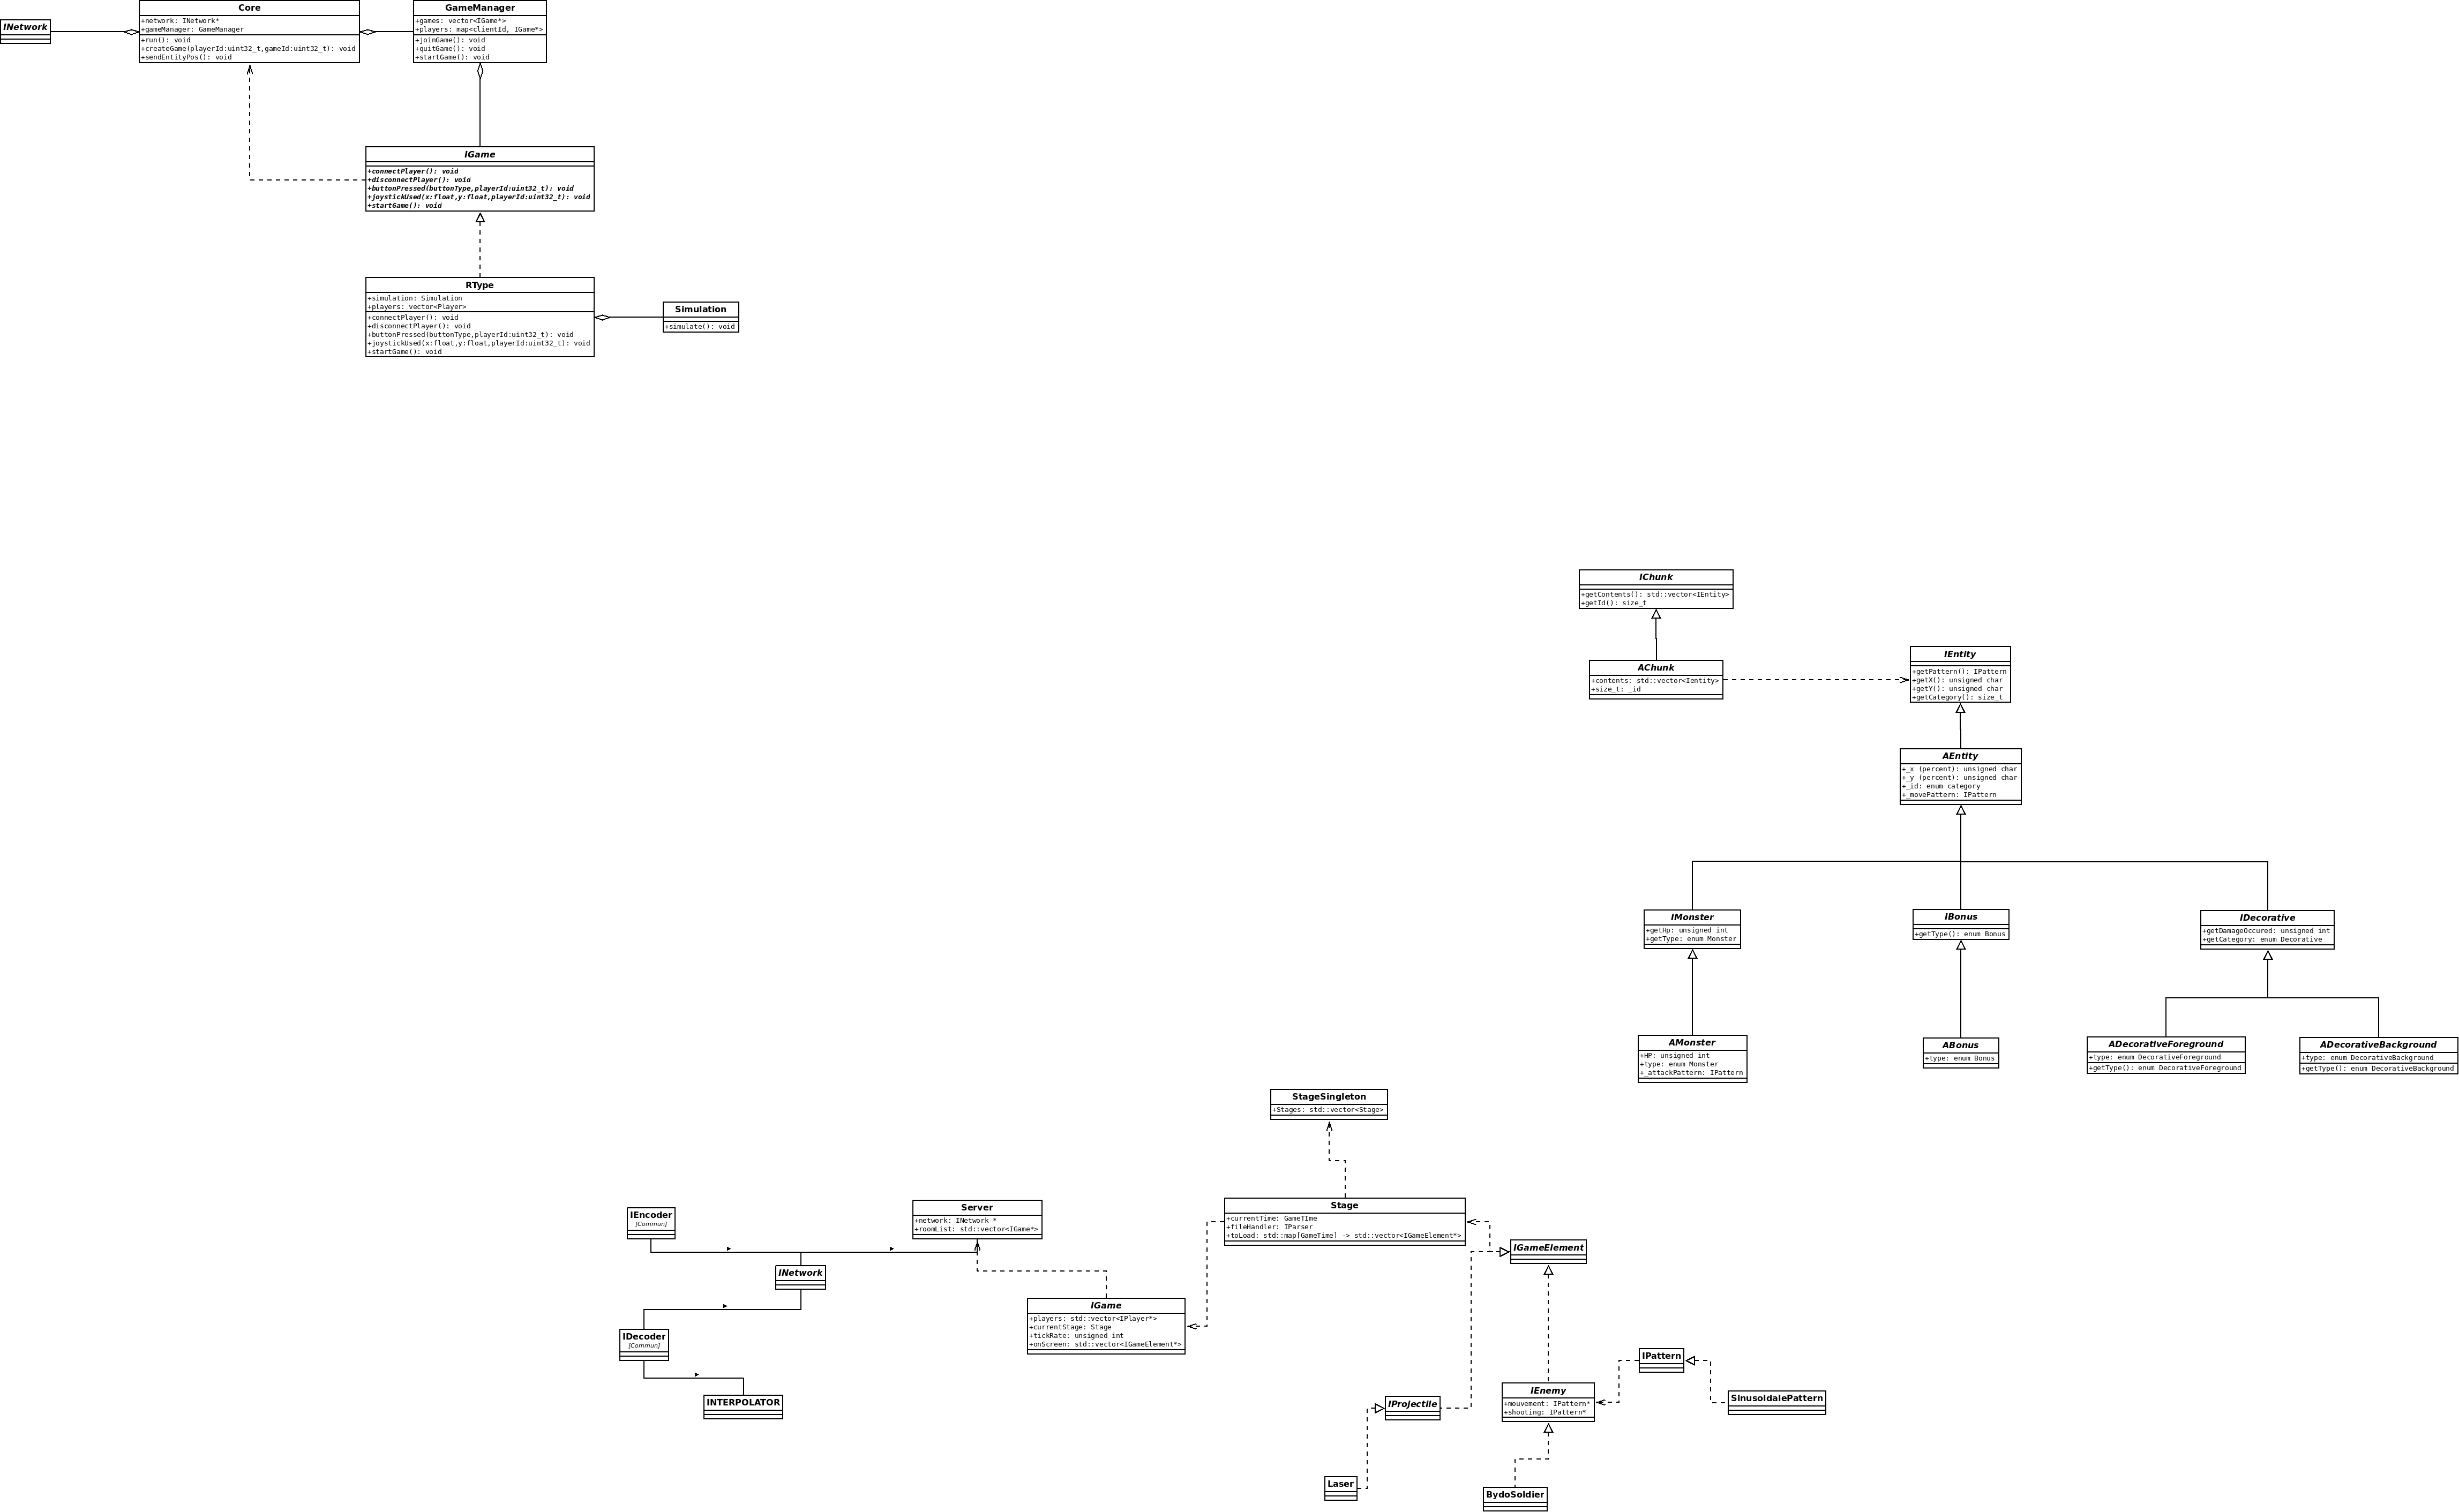 INetwork
Core
+network: INetwork*
+gameManager: GameManager
+run(): void
+createGame(playerId:uint32_t,gameId:uint32_t): void
+sendEntityPos(): void
GameManager
+games: vector<IGame*>
+players: map<clientId, IGame*>
+joinGame(): void
+quitGame(): void
+startGame(): void
IGame
+connectPlayer(): void
+disconnectPlayer(): void
+buttonPressed(buttonType,playerId:uint32_t): void
+joystickUsed(x:float,y:float,playerId:uint32_t): void
+startGame(): void
RType
+simulation: Simulation
+players: vector<Player>
+connectPlayer(): void
+disconnectPlayer(): void
+buttonPressed(buttonType,playerId:uint32_t): void
+joystickUsed(x:float,y:float,playerId:uint32_t): void
+startGame(): void
Simulation
+simulate(): void
IChunk
+getContents(): std::vector<IEntity>
+getId(): size_t
AChunk
+contents: std::vector<Ientity>
+size_t: _id
IEntity
+getPattern(): IPattern
+getX(): unsigned char
+getY(): unsigned char
+getCategory(): size_t
AEntity
+_x (percent): unsigned char
+_y (percent): unsigned char
+_id: enum category
+_movePattern: IPattern
IMonster
+getHp: unsigned int
+getType: enum Monster
IBonus
+getType(): enum Bonus
IDecorative
+getDamageOccured: unsigned int
+getCategory: enum Decorative
AMonster
+HP: unsigned int
+type: enum Monster
+_attackPattern: IPattern
ABonus
+type: enum Bonus
ADecorativeForeground
+type: enum DecorativeForeground
+getType(): enum DecorativeForeground
ADecorativeBackground
+type: enum DecorativeBackground
+getType(): enum DecorativeBackground
StageSingleton
+Stages: std::vector<Stage>
Stage
+currentTime: GameTIme
+fileHandler: IParser
+toLoad: std::map[GameTime] -> std::vector<IGameElement*>
IEncoder
[Commun]
Server
+network: INetwork *
+roomList: std::vector<IGame*>
INetwork
IDecoder
[Commun]
INTERPOLATOR
IGame
+players: std::vector<IPlayer*>
+currentStage: Stage
+tickRate: unsigned int
+onScreen: std::vector<IGameElement*>
IGameElement
IPattern
SinusoidalePattern
IEnemy
+mouvement: IPattern*
+shooting: IPattern*
IProjectile
Laser
BydoSoldier